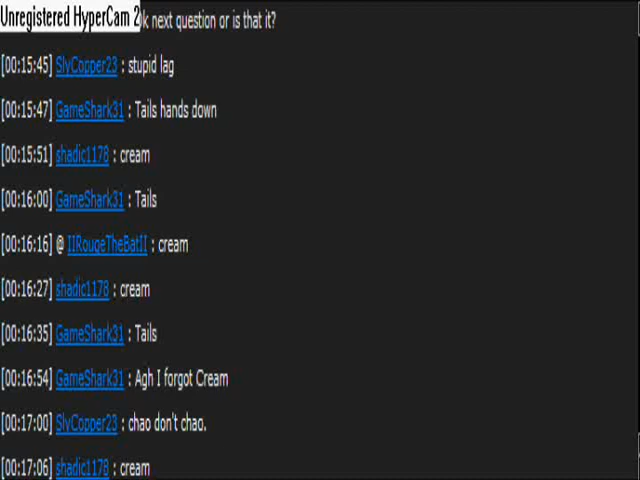 Unregistered HyperCam 2 k next question or is that it?
[00:15:45] SlyCopper23 : stupid lag
[00:15:47] GameShark31 : Tails hands down
[00:15:51] shadic1178 : cream
[00:16:00] GameShark31 : Tails
[00:16:16] @ IIRougeTheBatII : cream
[00:16:27] shadic1178 : cream
[00:16:35] GameShark31 : Tails
[00:16:54] GameShark31 : Agh I forgot Cream
[00:17:00] SlyCopper23 : chao don't chao.
[00:17:06] shadic1178 : cream